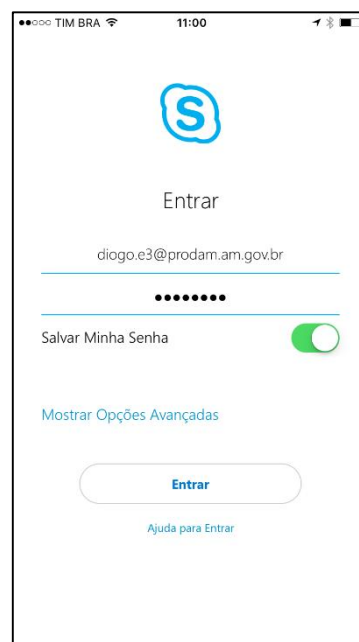 TIM BRA 11:00
S
Entrar
diogo.e3@prodam.am.gov.br
••••••••
Salvar Minha Senha
Mostrar Opções Avançadas
Entrar
Ajuda para Entrar